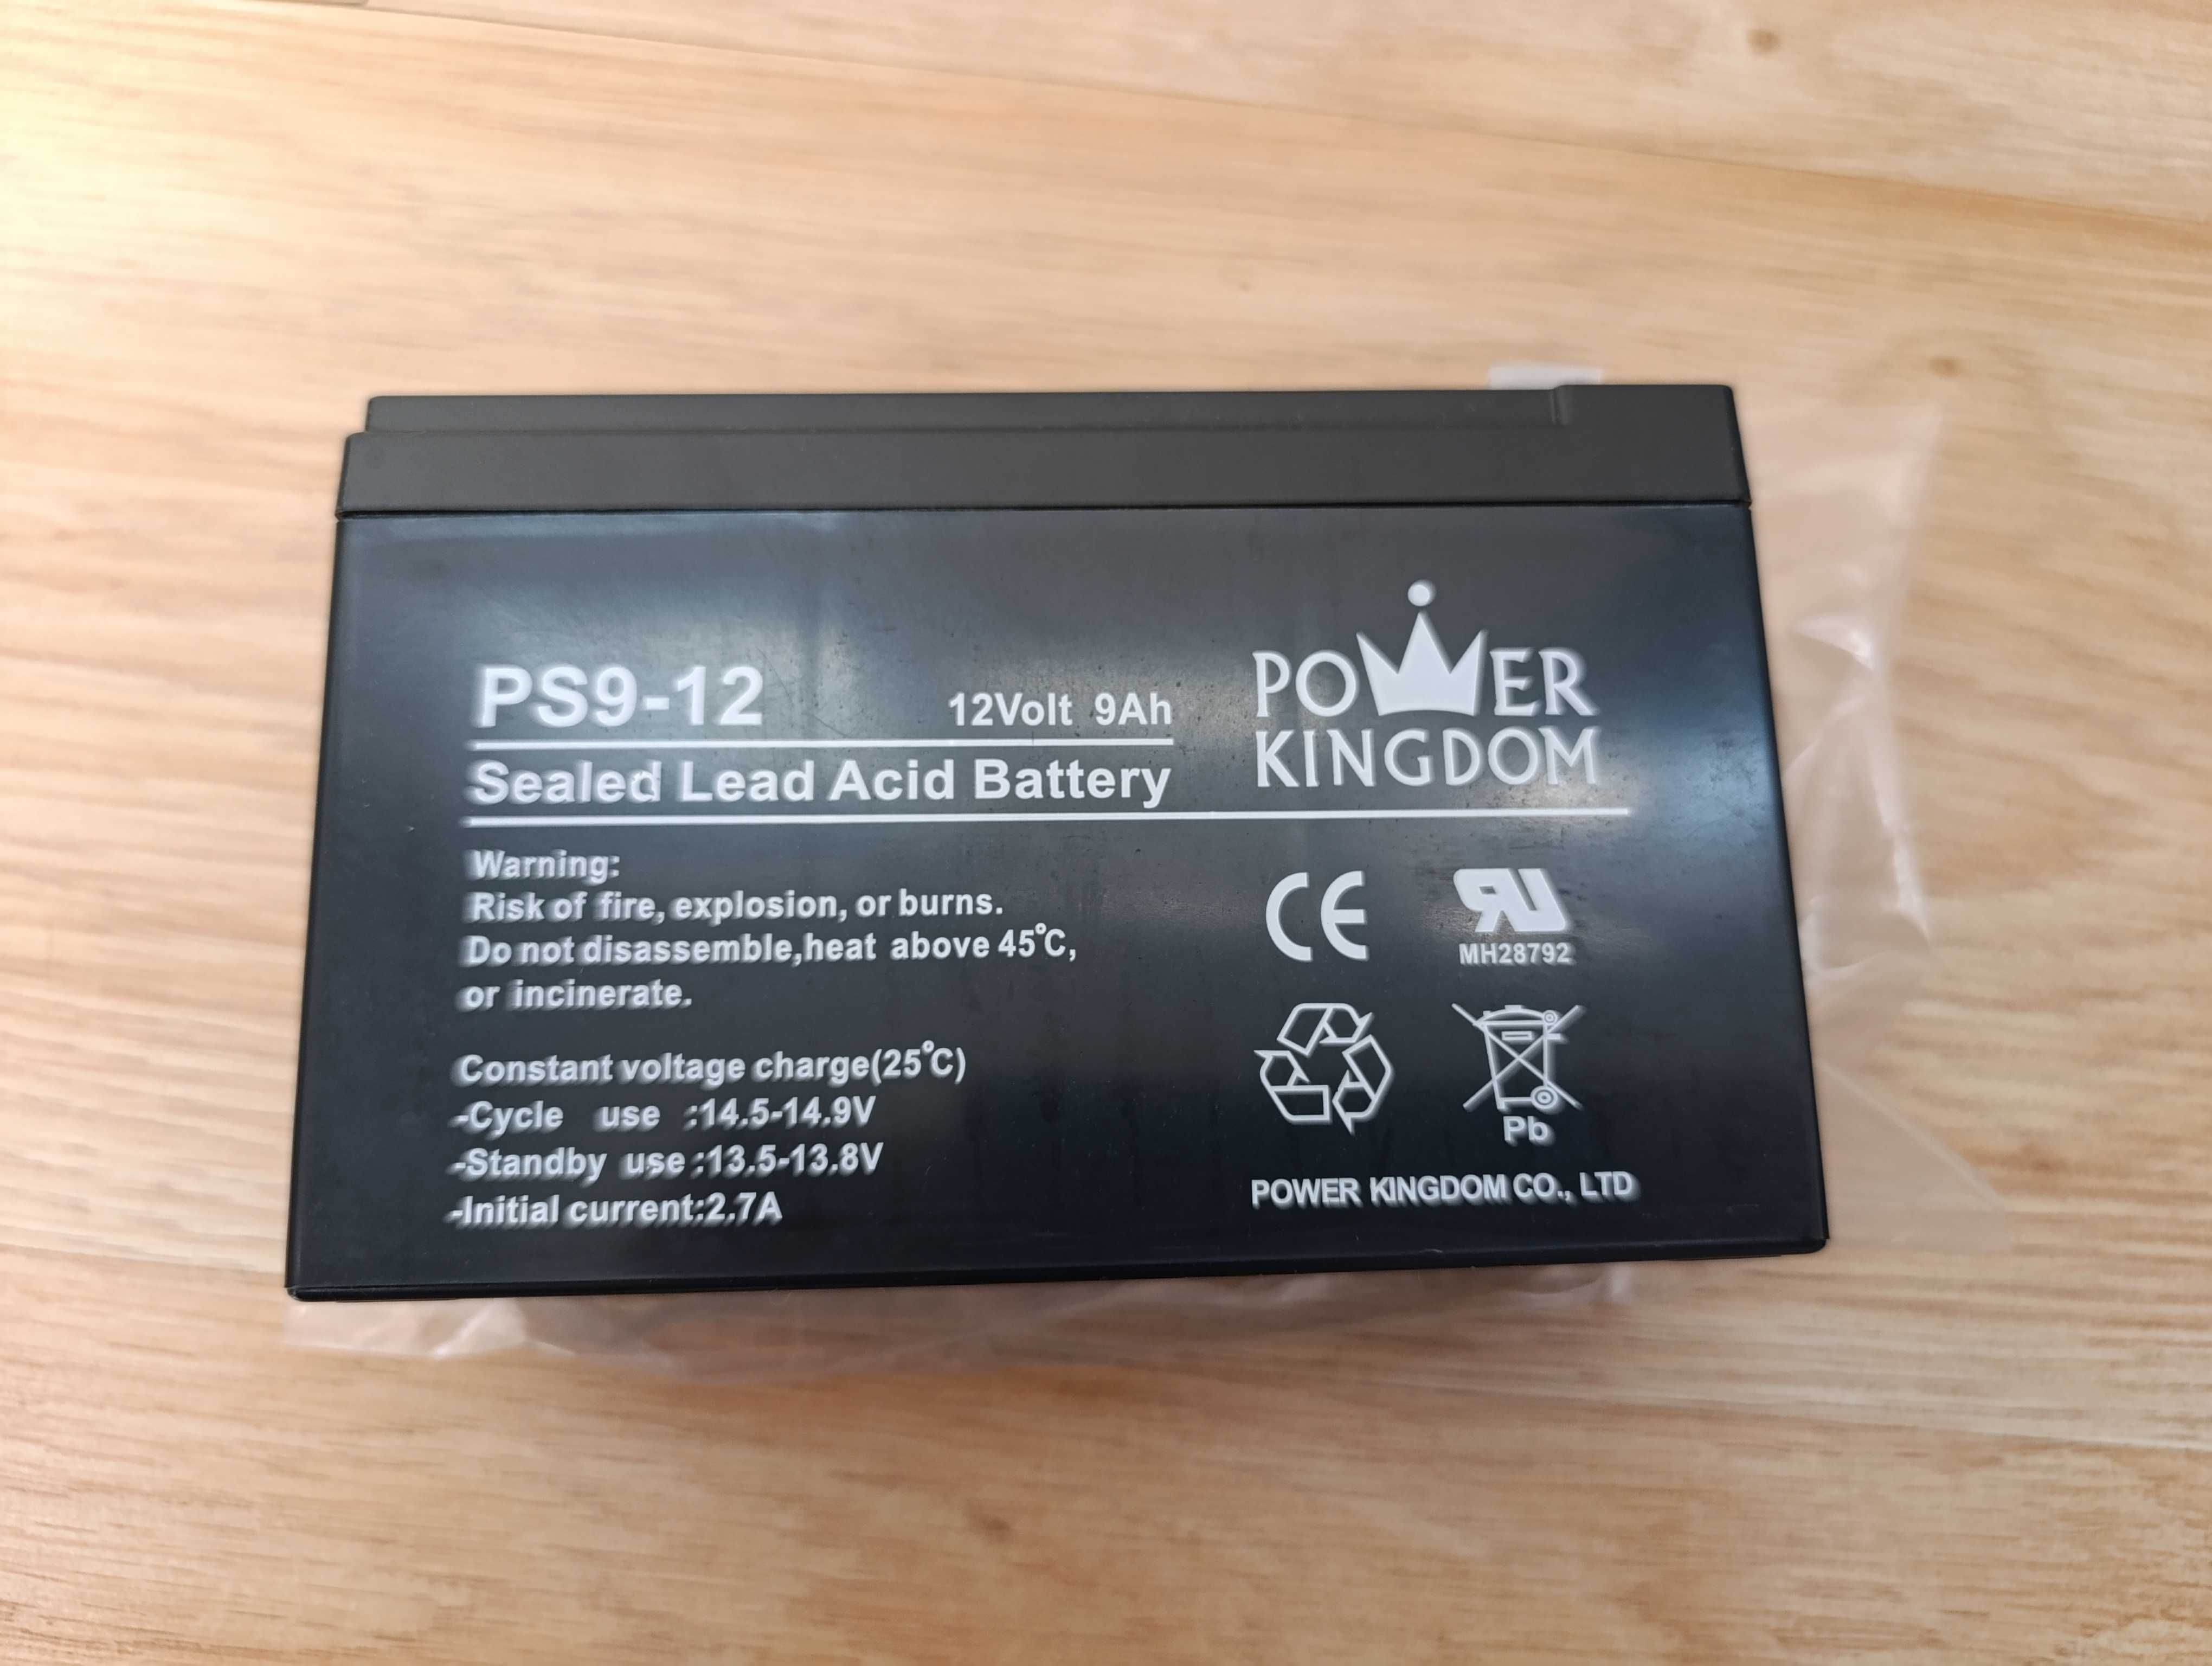 PS9-12 12Volt 9Ah
Sealed Lead Acid Battery
POWER
KINGDOM
Warning:
Risk of fire, explosion, or burns.
Do not disassemble,heat above 45°C,
or incinerate.
Constant voltage charge(25°C)
-Cycle use :14.5-14.9V
-Standby use :13.5-13.8V
-Initial current:2.7A
CE
RU
MH28792
Pb
POWER KINGDOM CO., LTD